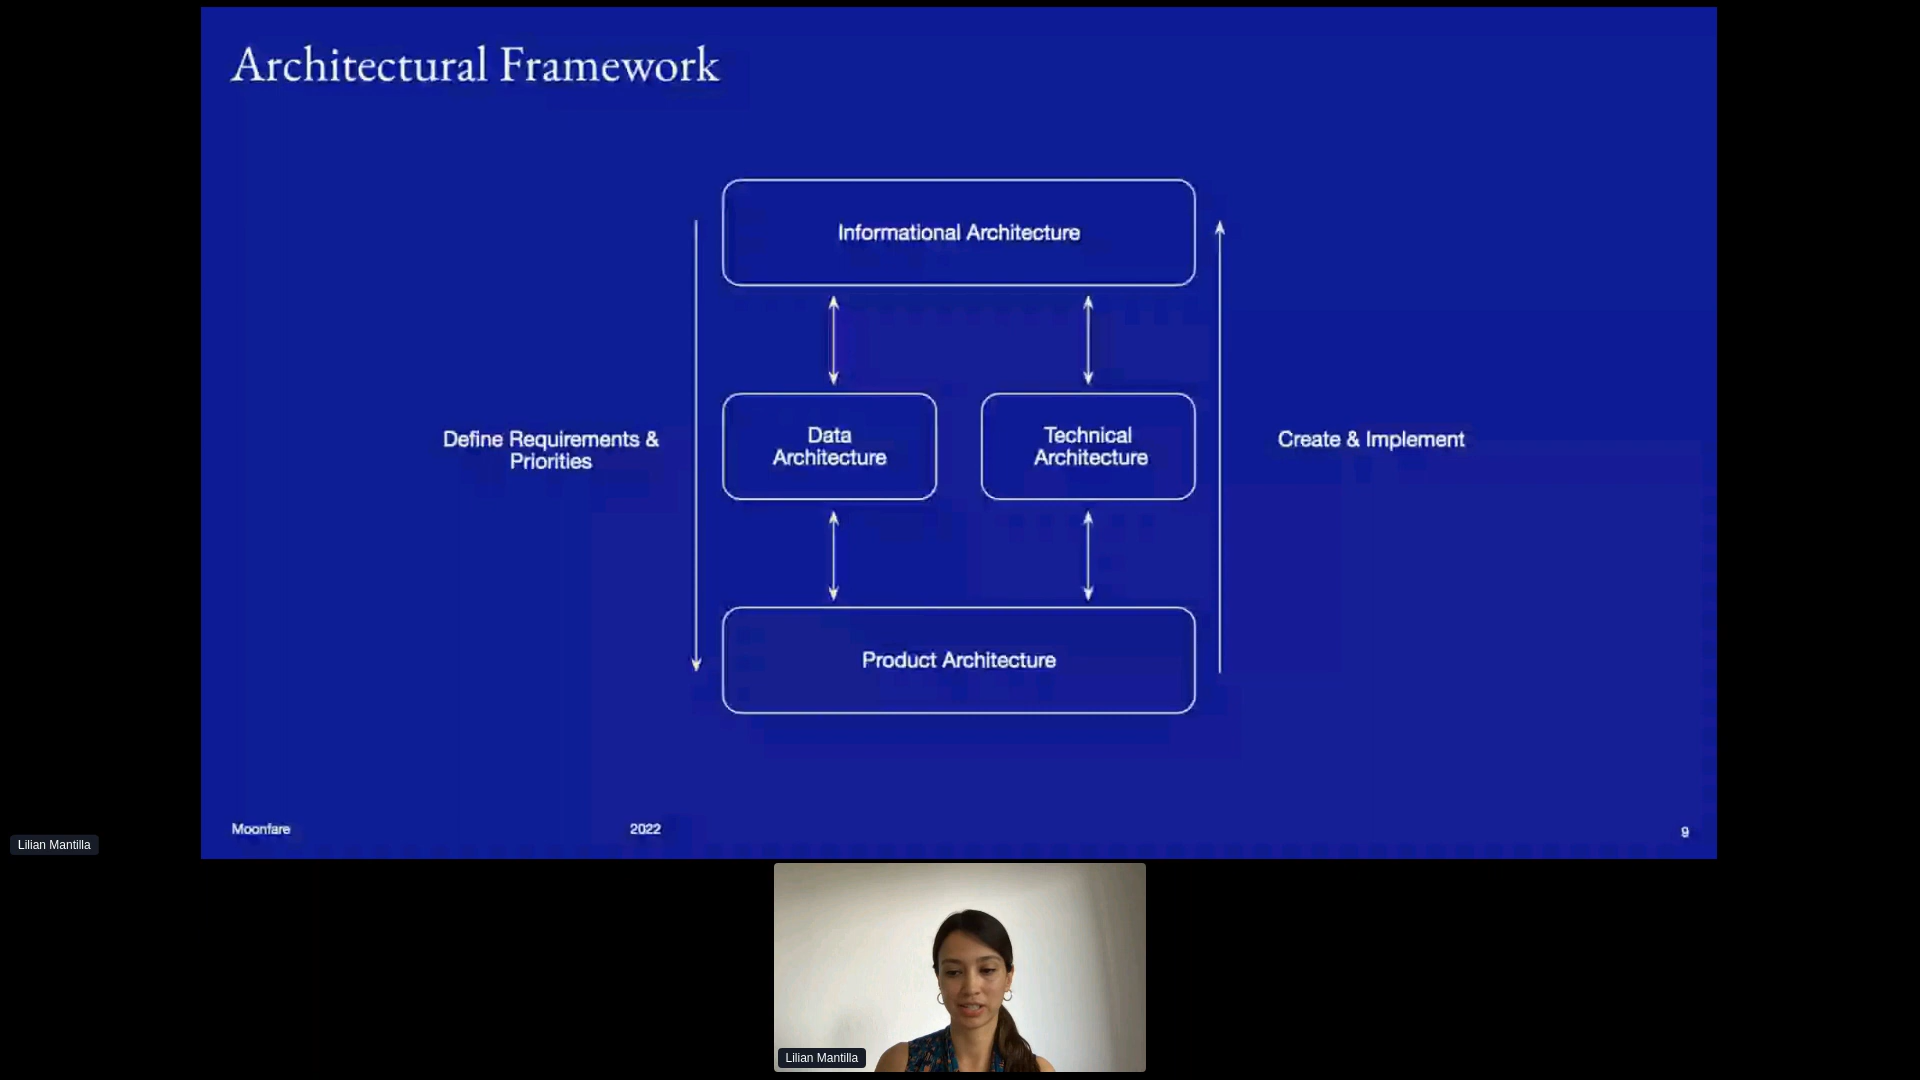 Architectural Framework
Informational Architecture
Define Requirements &
Priorities
Data
Architecture
Technical
Architecture
Create & Implement
Product Architecture
Moonfare
2022
9
Lilian Mantilla
Lilian Mantilla